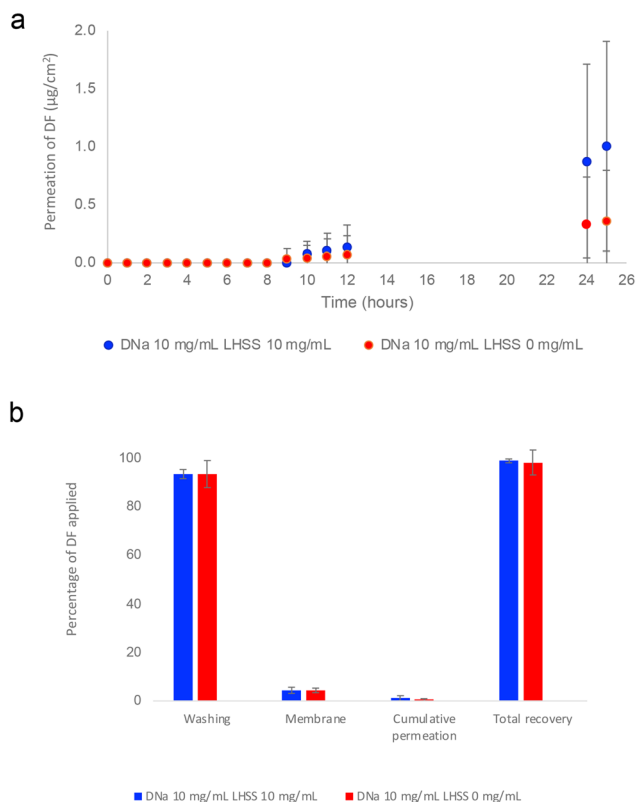 a
Permeation of DF (µg/cm²)
2.0
1.5
1.0
0.5
0.0
0 2 4 6 8 10 12 14 16 18 20 22 24 26
Time (hours)
DNa 10 mg/mL LHSS 10 mg/mL DNa 10 mg/mL LHSS 0 mg/mL
b
Percentage of DF applied
100
80
60
40
20
0
Washing Membrane Cumulative permeation Total recovery
DNa 10 mg/mL LHSS 10 mg/mL DNa 10 mg/mL LHSS 0 mg/mL